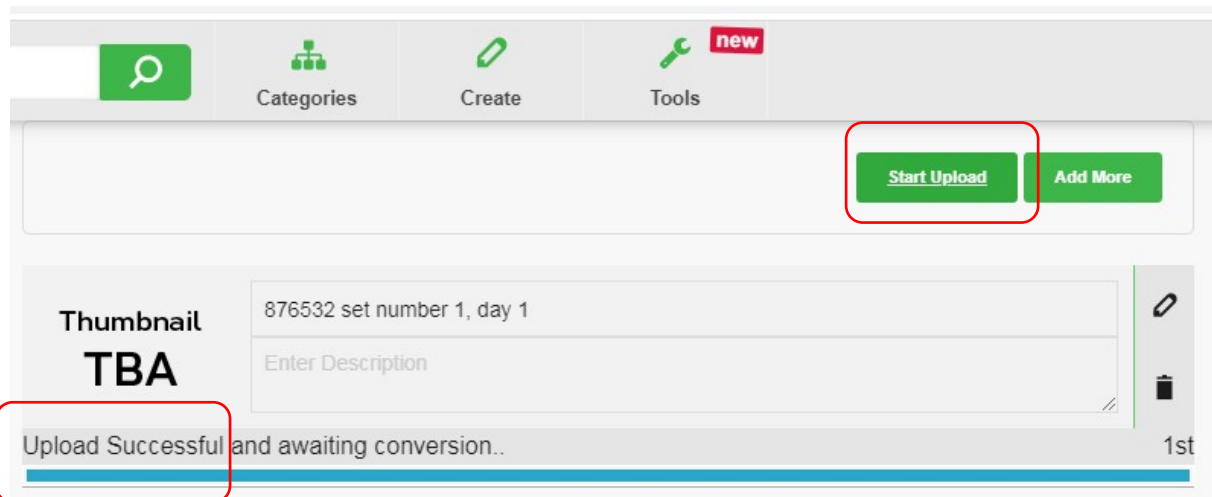 new
Categories Create Tools
Start Upload Add More
Thumbnail
TBA
876532 set number 1, day 1
Enter Description
Upload Successful and awaiting conversion.. 1st